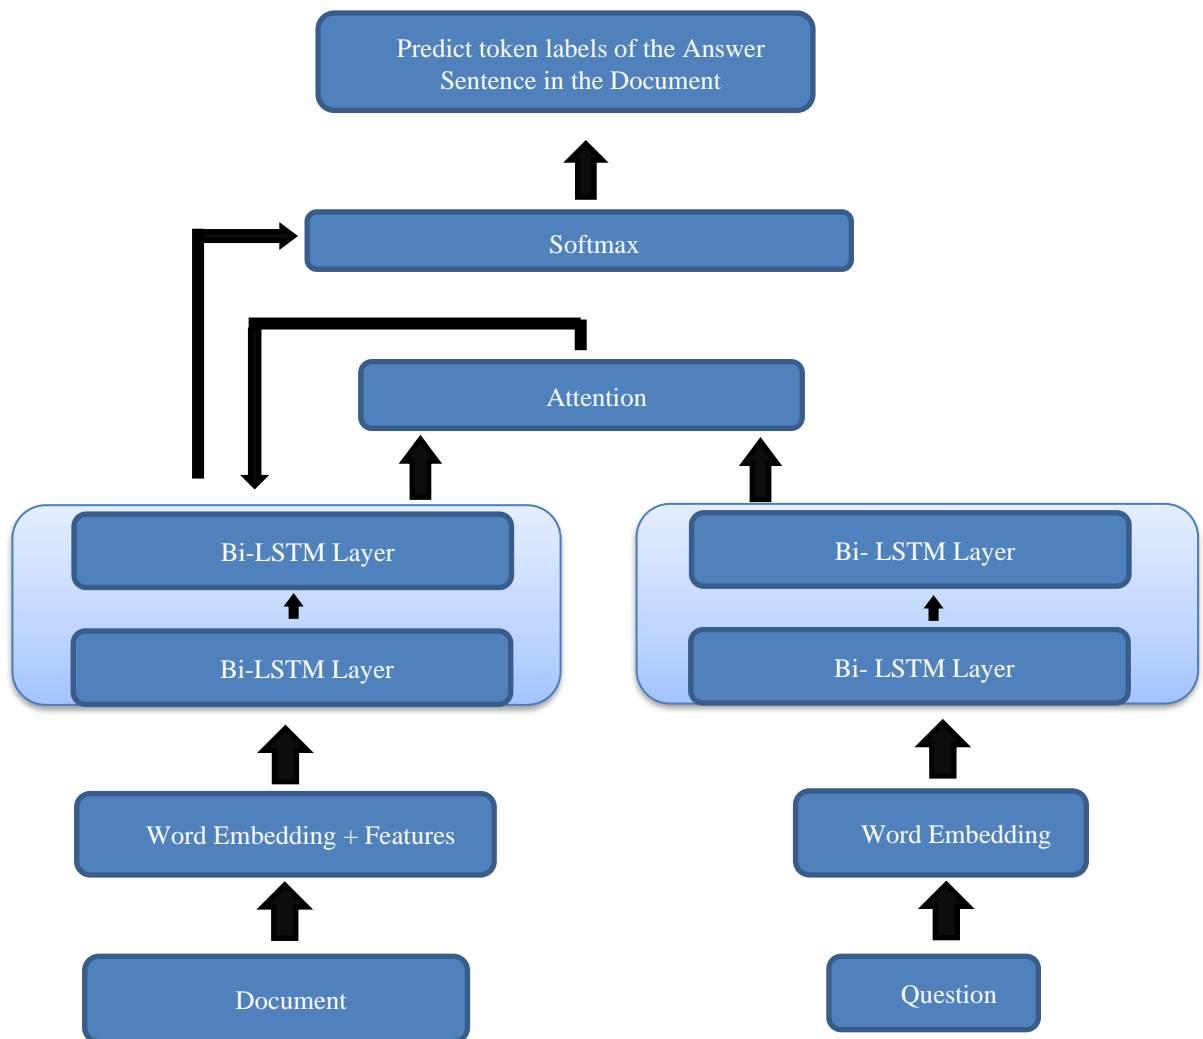 Predict token labels of the Answer
Sentence in the Document
Softmax
Attention
Bi-LSTM Layer
Bi- LSTM Layer
Bi-LSTM Layer
Bi- LSTM Layer
Word Embedding + Features
Word Embedding
Document
Question